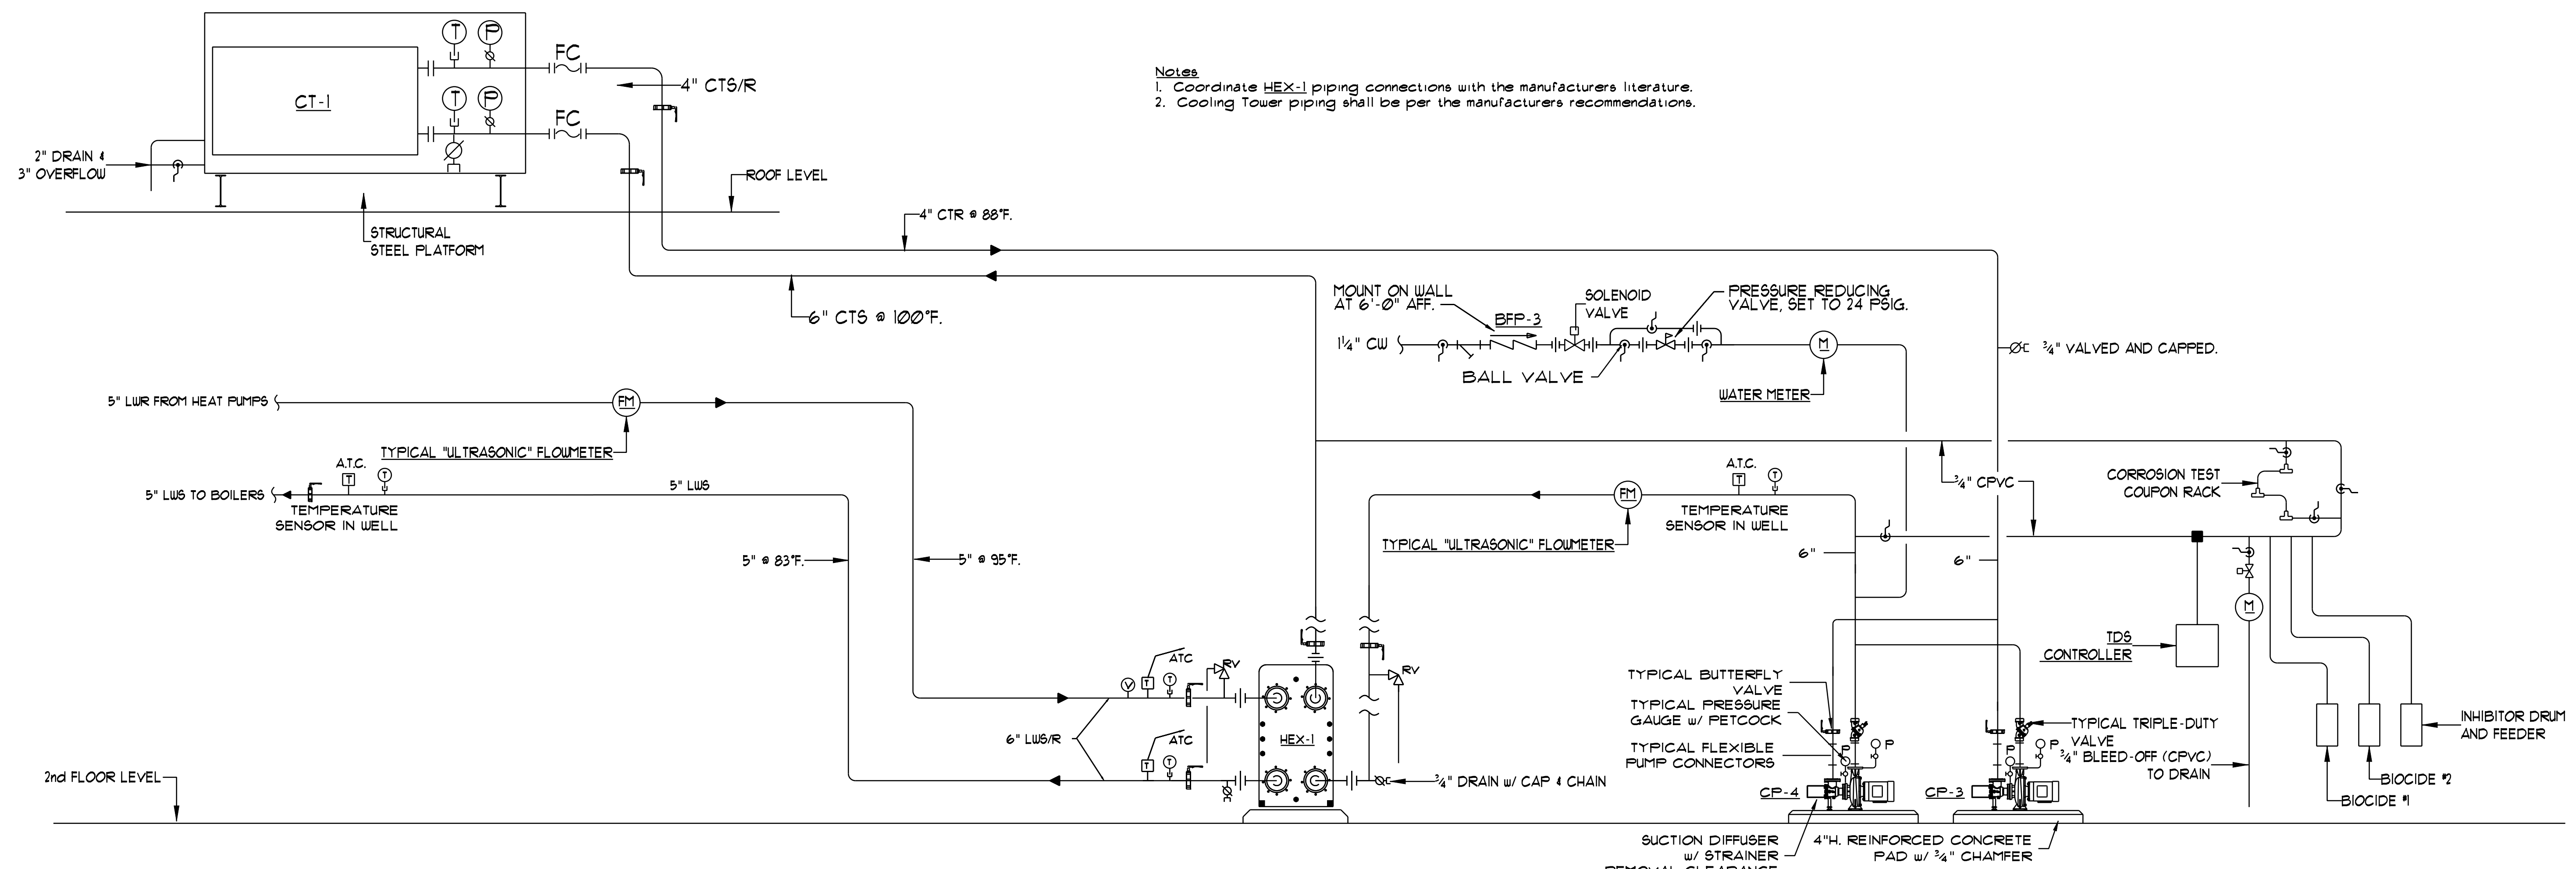 T
P
FC
4" CTS/R
CT-1
T
P
FC
2" DRAIN &
3" OVERFLOW
ROOF LEVEL
STRUCTURAL
STEEL PLATFORM
Notes
1. Coordinate HEX-1 piping connections with the manufacturers literature.
2. Cooling Tower piping shall be per the manufacturers recommendations.
4" CTR @ 88°F.
6" CTS @ 100°F.
MOUNT ON WALL
AT 6'-0" AFF.
BFP-3
SOLENOID
VALVE
PRESSURE REDUCING
VALVE, SET TO 24 PSIG.
1¼" CW
M
BALL VALVE
WATER METER
¾" VALVED AND CAPPED.
5" LWR FROM HEAT PUMPS
FM
TYPICAL "ULTRASONIC" FLOWMETER
A.T.C.
T
T
5" LWS TO BOILERS
5" LWS
TEMPERATURE
SENSOR IN WELL
5" @ 83°F.
5" @ 95°F.
FM
A.T.C.
T
T
TEMPERATURE
SENSOR IN WELL
TYPICAL "ULTRASONIC" FLOWMETER
6"
6"
¾" CPVC
CORROSION TEST
COUPON RACK
M
TDS
CONTROLLER
V
ATC
T
T
RV
RV
6" LWS/R
ATC
T
T
HEX-1
¾" DRAIN w/ CAP & CHAIN
2nd FLOOR LEVEL
TYPICAL BUTTERFLY
VALVE
TYPICAL PRESSURE
GAUGE w/ PETCOCK
TYPICAL FLEXIBLE
PUMP CONNECTORS
P
P
P
P
CP-4
CP-3
TYPICAL TRIPLE-DUTY
VALVE
¾" BLEED-OFF (CPVC)
TO DRAIN
INHIBITOR DRUM
AND FEEDER
BIOCIDE #2
BIOCIDE #1
SUCTION DIFFUSER
w/ STRAINER
REMOVAL CLEARANCE
4"H. REINFORCED CONCRETE
PAD w/ ¾" CHAMFER